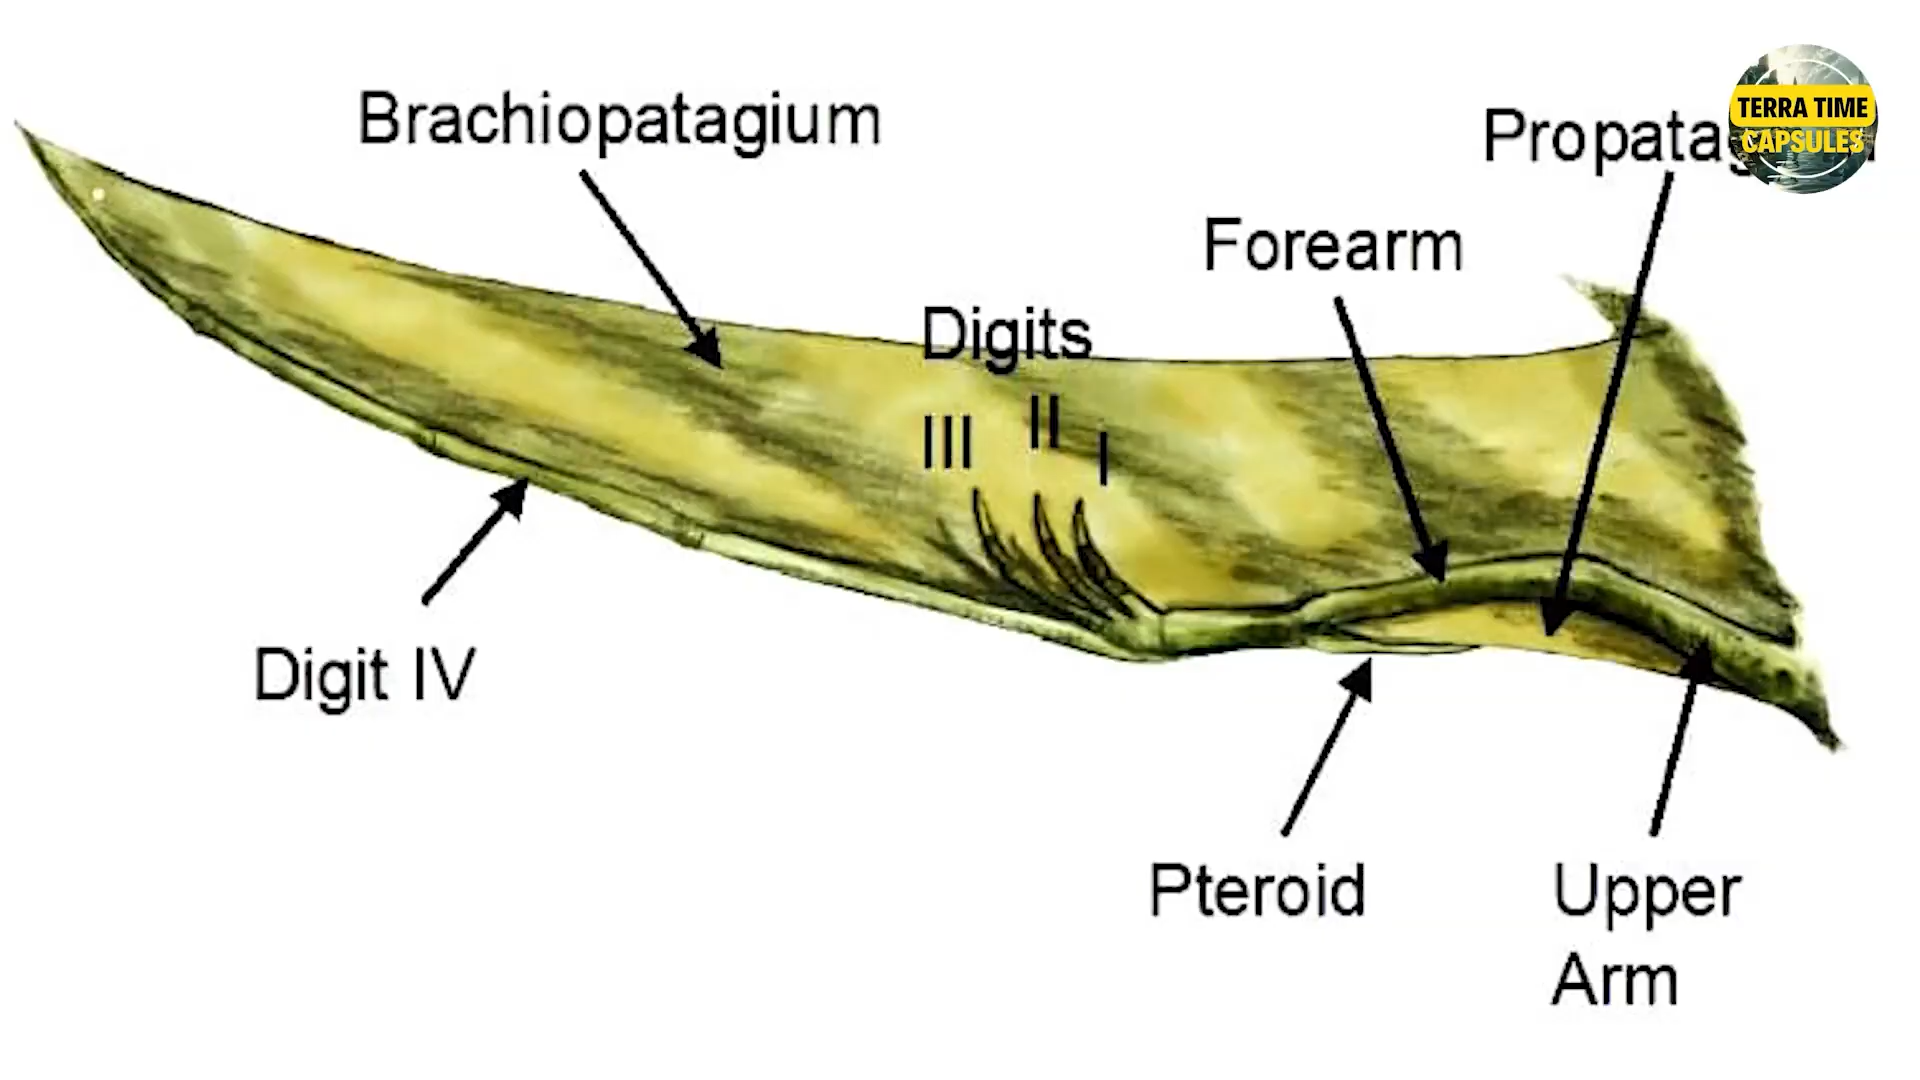 Brachiopatagium
TERRA TIME
CAPSULES
Forearm
Digits
III II I
Digit IV
Pteroid
Upper
Arm